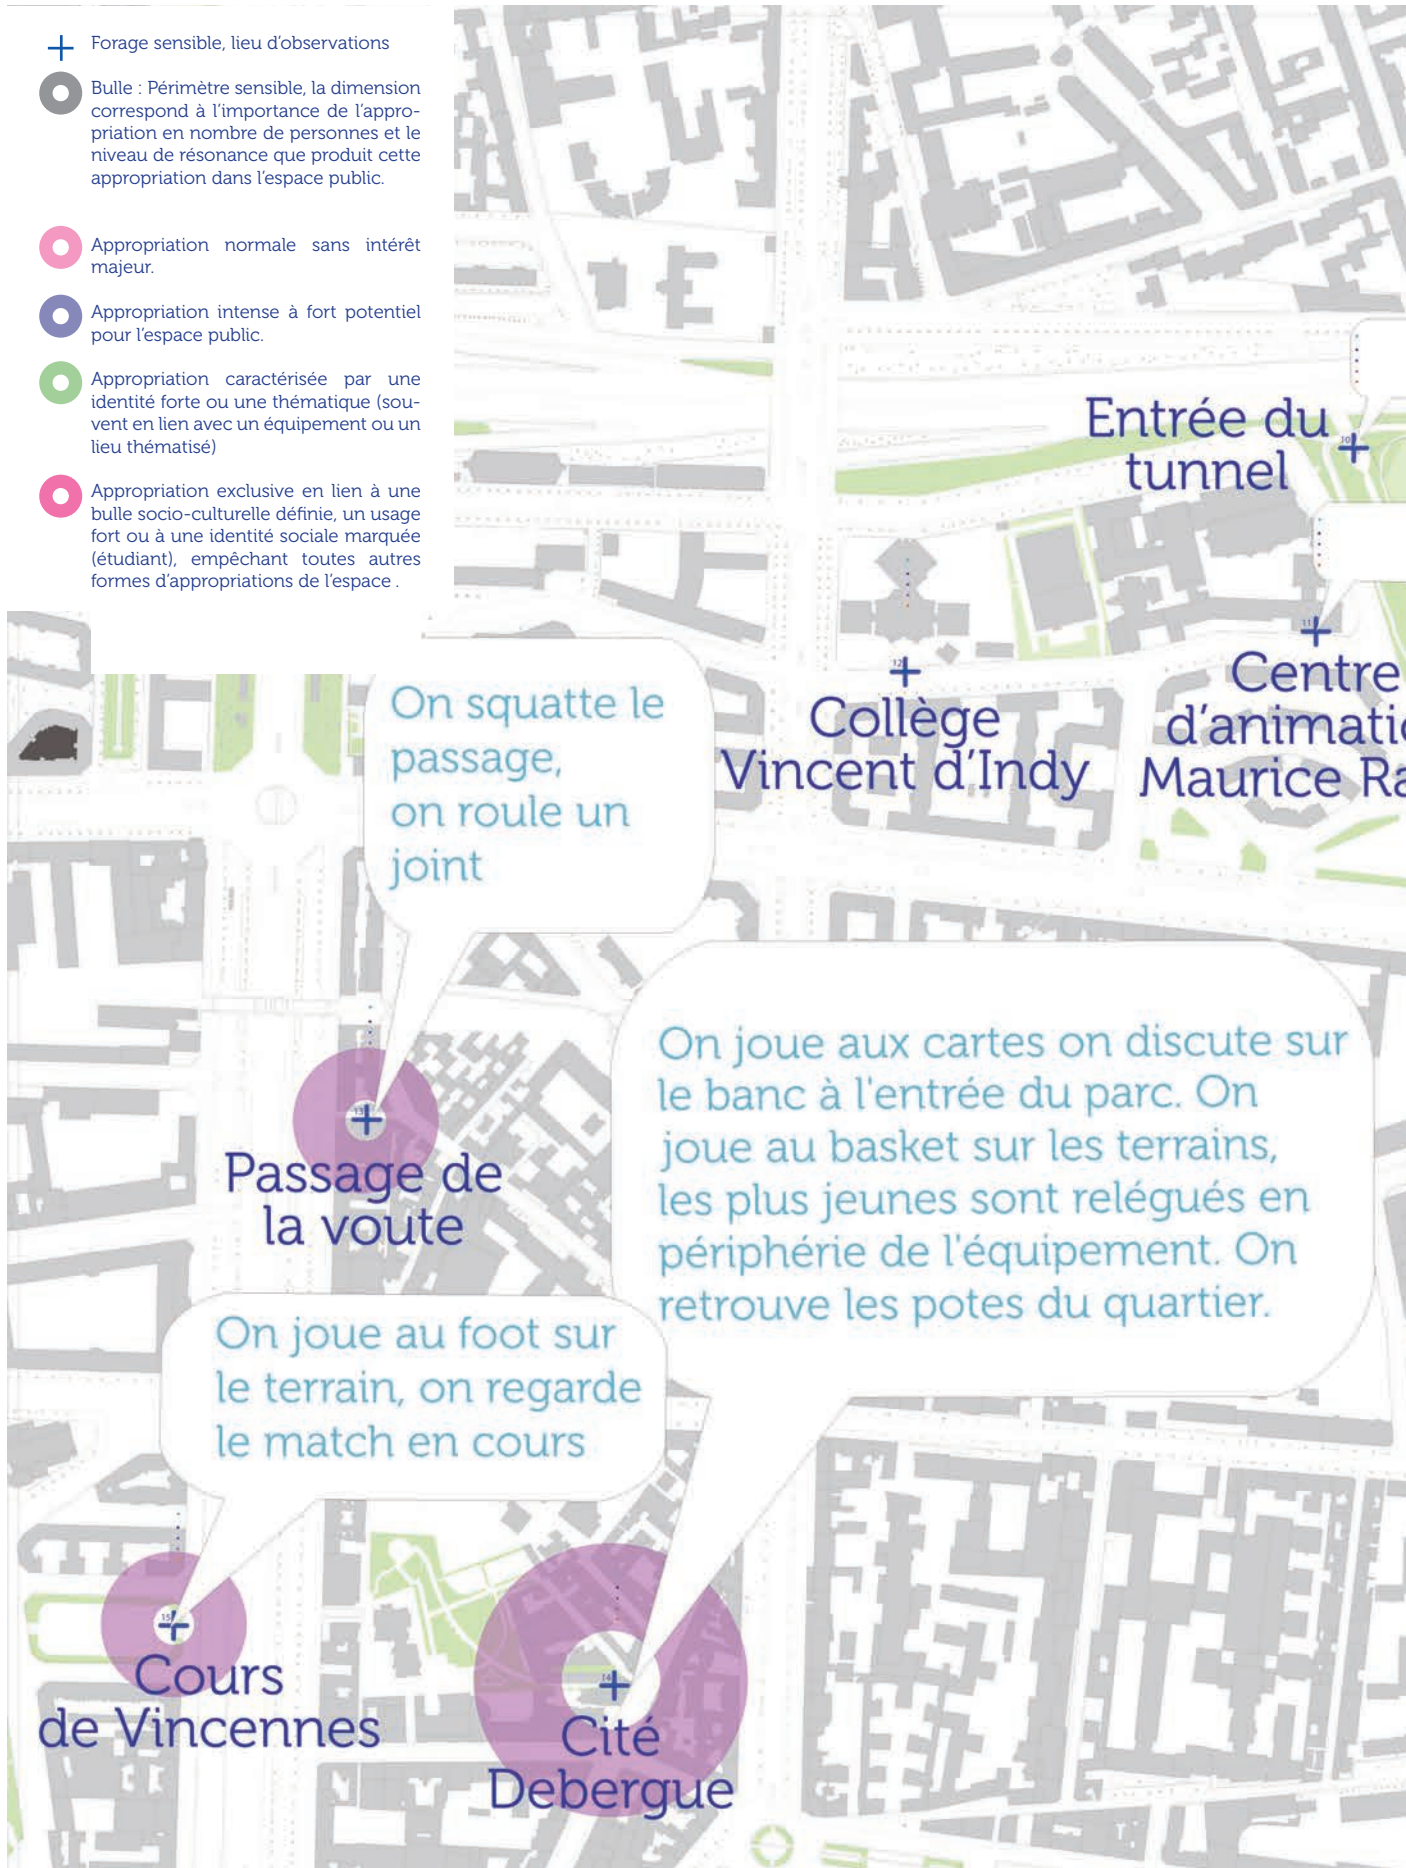 Forage sensible, lieu d'observations
Bulle : Périmètre sensible, la dimension
correspond à l'importance de l'appro-
priation en nombre de personnes et le
niveau de résonance que produit cette
appropriation dans l'espace public.
Appropriation normale sans intérêt
majeur.
Appropriation intense à fort potentiel
pour l'espace public.
Appropriation caractérisée par une
identité forte ou une thématique (sou-
vent en lien avec un équipement ou un
lieu thématisé)
Appropriation exclusive en lien à une
bulle socio-culturelle définie, un usage
fort ou à une identité sociale marquée
(étudiant), empêchant toutes autres
formes d'appropriations de l'espace .
10
Entrée du
tunnel
11
Centre
d'animatio
Maurice Ra
12
Collège
Vincent d'Indy
On squatte le
passage,
on roule un
joint
13
Passage de
la voute
On joue aux cartes on discute sur
le banc à l'entrée du parc. On
joue au basket sur les terrains,
les plus jeunes sont relégués en
périphérie de l'équipement. On
retrouve les potes du quartier.
On joue au foot sur
le terrain, on regarde
le match en cours
15
Cours
de Vincennes
14
Cité
Debergue